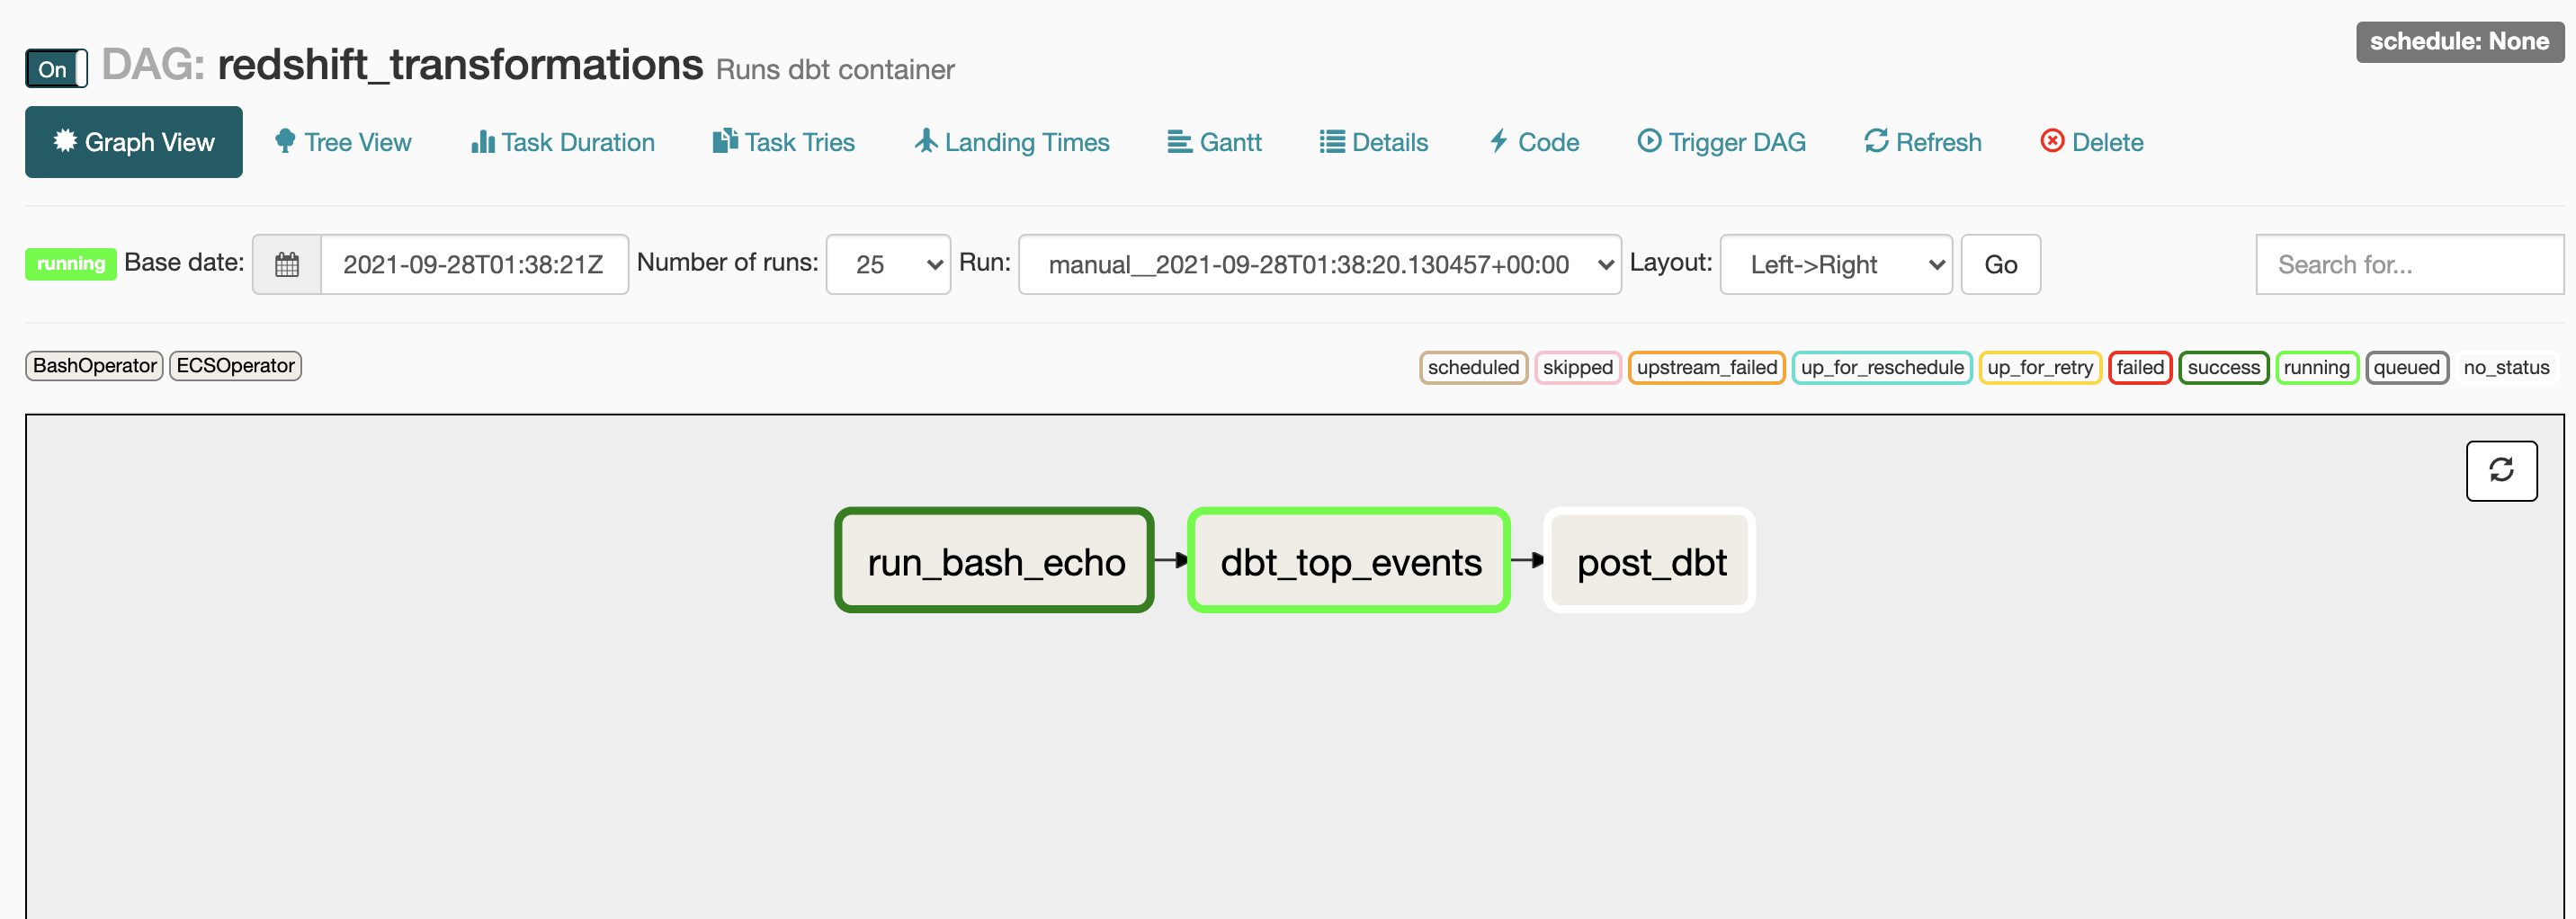 schedule: None
On DAG: redshift_transformations Runs dbt container
Graph View Tree View Task Duration Task Tries Landing Times Gantt Details Code Trigger DAG Refresh Delete
running Base date: 2021-09-28T01:38:21Z Number of runs: 25 Run: manual__2021-09-28T01:38:20.130457+00:00 Layout: Left->Right Go Search for...
BashOperator ECSOperator scheduled skipped upstream_failed up_for_reschedule up_for_retry failed success running queued no_status
run_bash_echo dbt_top_events post_dbt